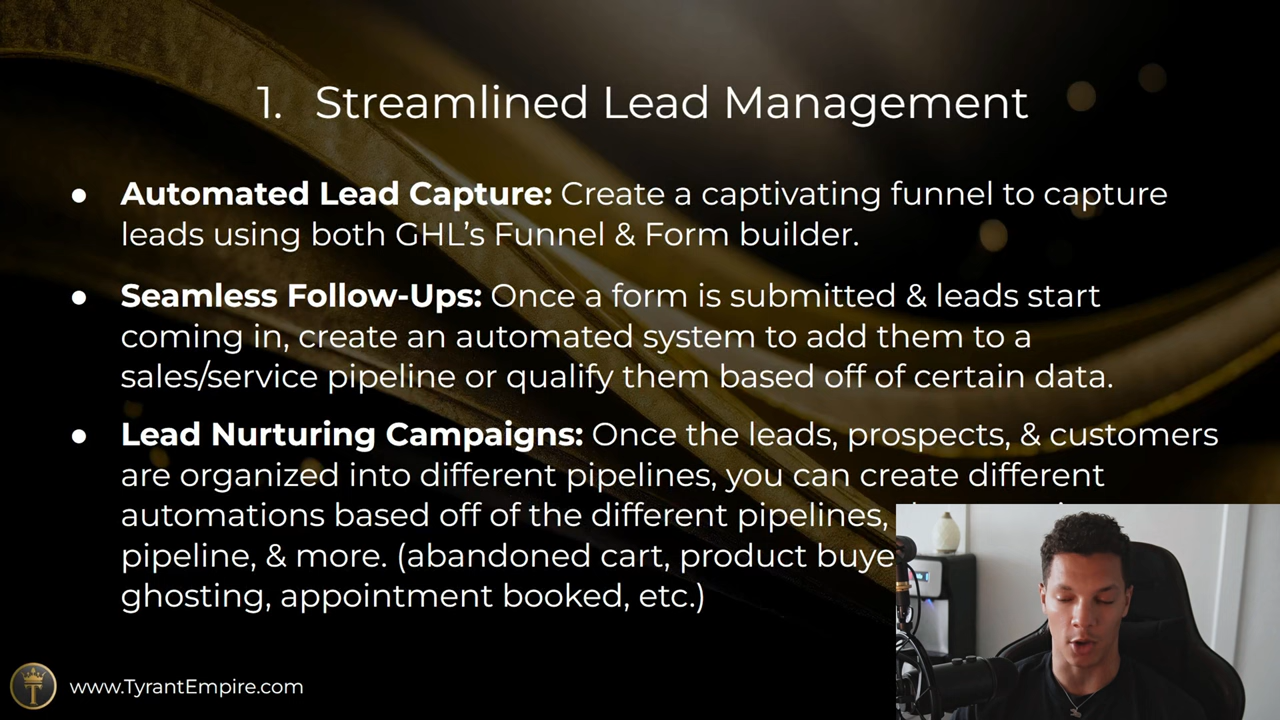 1. Streamlined Lead Management
● Automated Lead Capture: Create a captivating funnel to capture
leads using both GHL’s Funnel & Form builder.
● Seamless Follow-Ups: Once a form is submitted & leads start
coming in, create an automated system to add them to a
sales/service pipeline or qualify them based off of certain data.
● Lead Nurturing Campaigns: Once the leads, prospects, & customers
are organized into different pipelines, you can create different
automations based off of the different pipelines,
pipeline, & more. (abandoned cart, product buye
ghosting, appointment booked, etc.)
T
www.TyrantEmpire.com